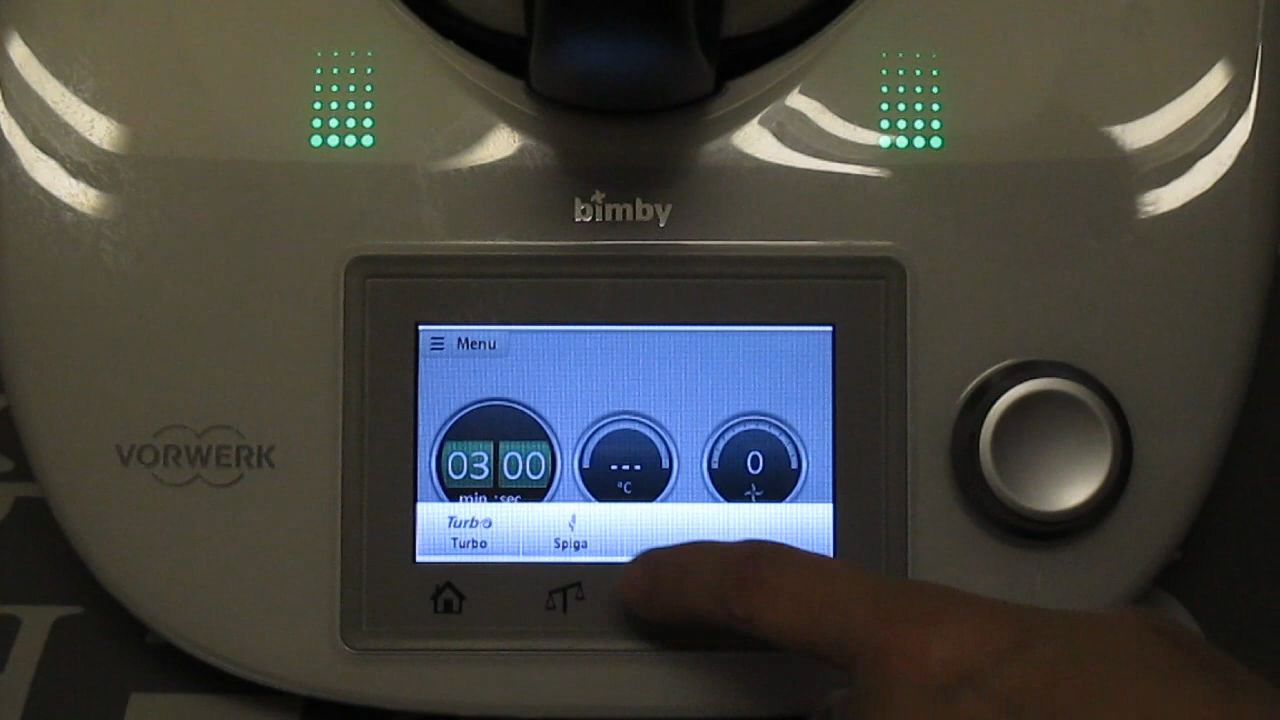 bimby
VORWERK
Menu
03 00 --- 0
min :sec °C
Turbo
Turbo Spiga